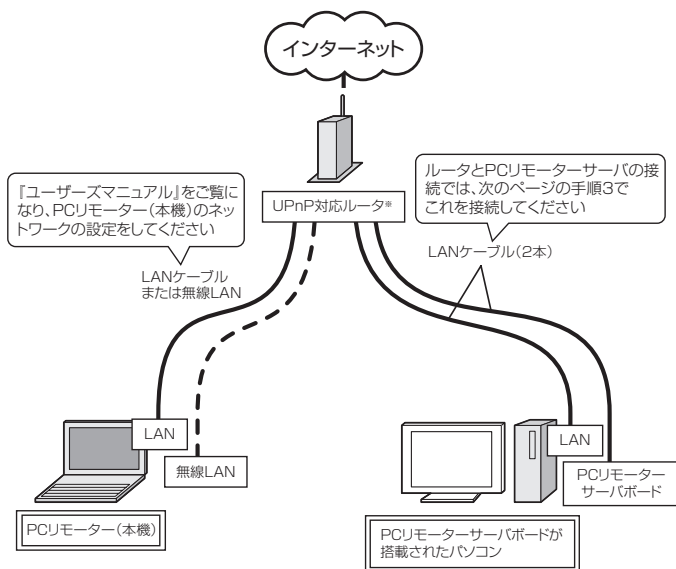 インターネット
『ユーザーズマニュアル』をご覧に
なり、PCリモーター(本機)のネッ
トワークの設定をしてください
ルータとPCリモーターサーバの接
続では、次のページの手順3で
これを接続してください
UPnP対応ルータ※
LANケーブル
または無線LAN
LANケーブル(2本)
LAN
無線LAN
PCリモーター(本機)
LAN
PCリモーター
サーバボード
PCリモーターサーバボードが
搭載されたパソコン